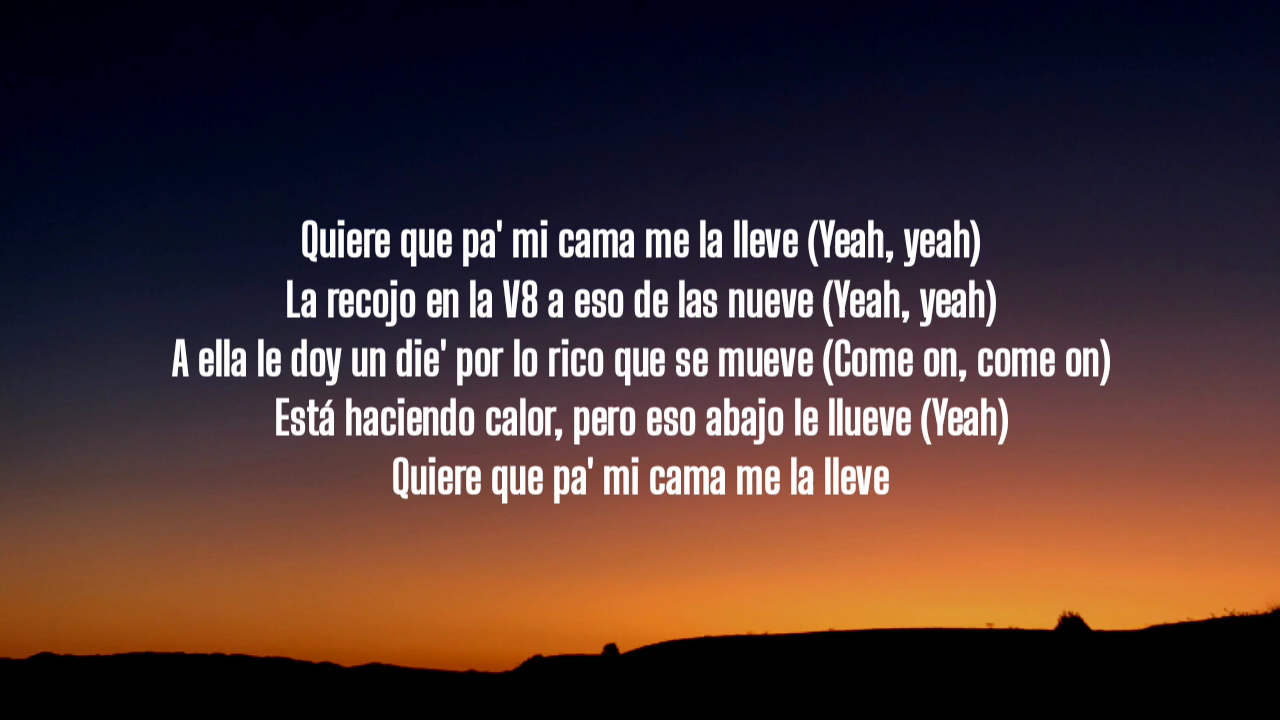 Quiere que pa' mi cama me la lleve (Yeah, yeah)
La recojo en la V8 a eso de las nueve (Yeah, yeah)
A ella le doy un die' por lo rico que se mueve (Come on, come on)
Está haciendo calor, pero eso abajo le llueve (Yeah)
Quiere que pa' mi cama me la lleve